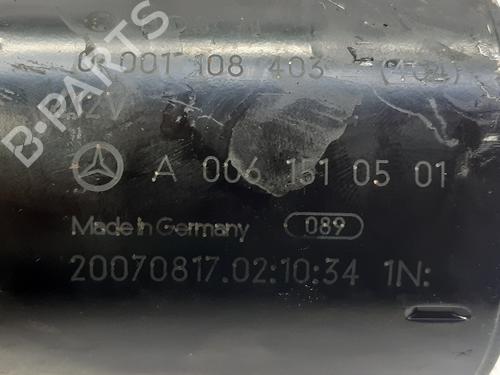 0 001 108 403 (104)
12V
A 006 151 05 01
Made in Germany 089
20070817.02:10:34 1N:
B-PARTS